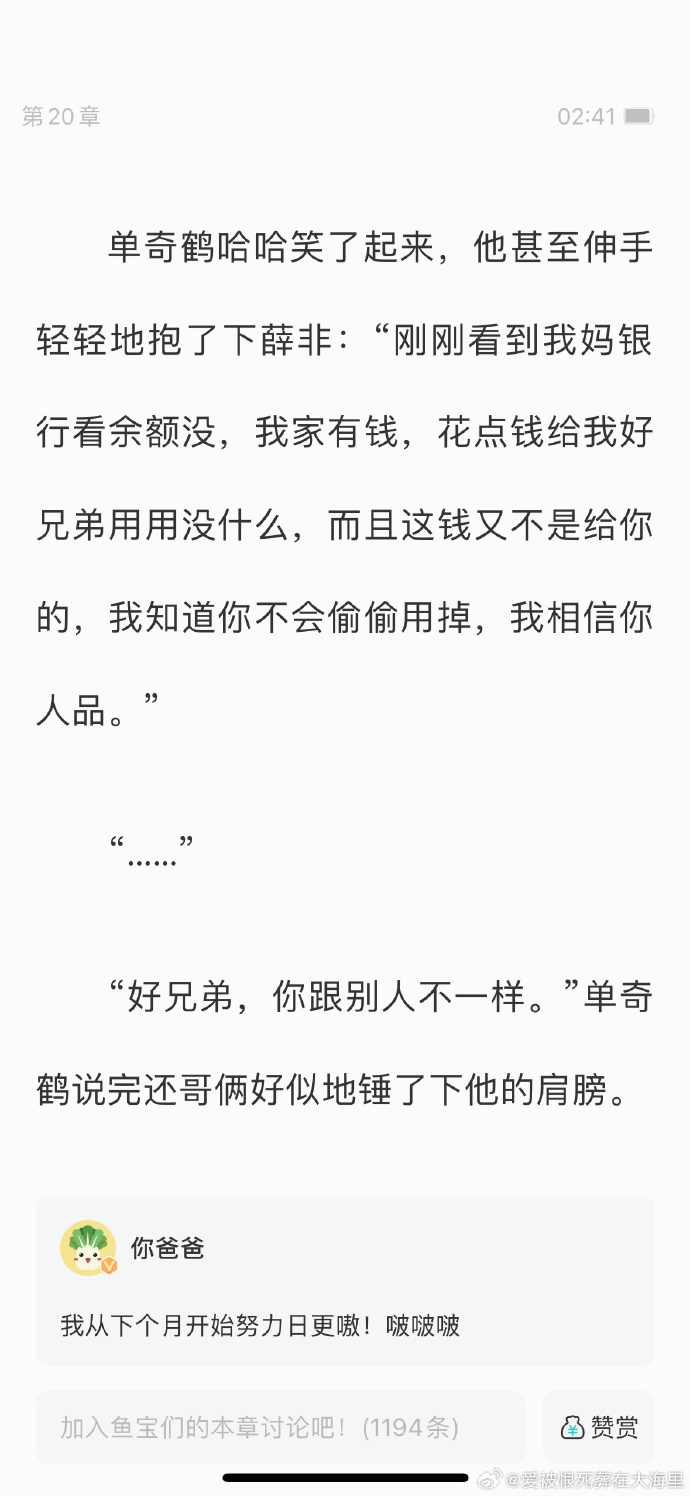 第20章
02:41
单奇鹤哈哈笑了起来，他甚至伸手
轻轻地抱了下薛非：“刚刚看到我妈银
行看余额没，我家有钱，花点钱给我好
兄弟用用没什么，而且这钱又不是给你
的，我知道你不会偷偷用掉，我相信你
人品。”
“……”
“好兄弟，你跟别人不一样。”单奇
鹤说完还哥俩好似地锤了下他的肩膀。
你爸爸
我从下个月开始努力日更嗷！啵啵啵
加入鱼宝们的本章讨论吧！(1194条)
赞赏
@爱被恨死葬在大海里